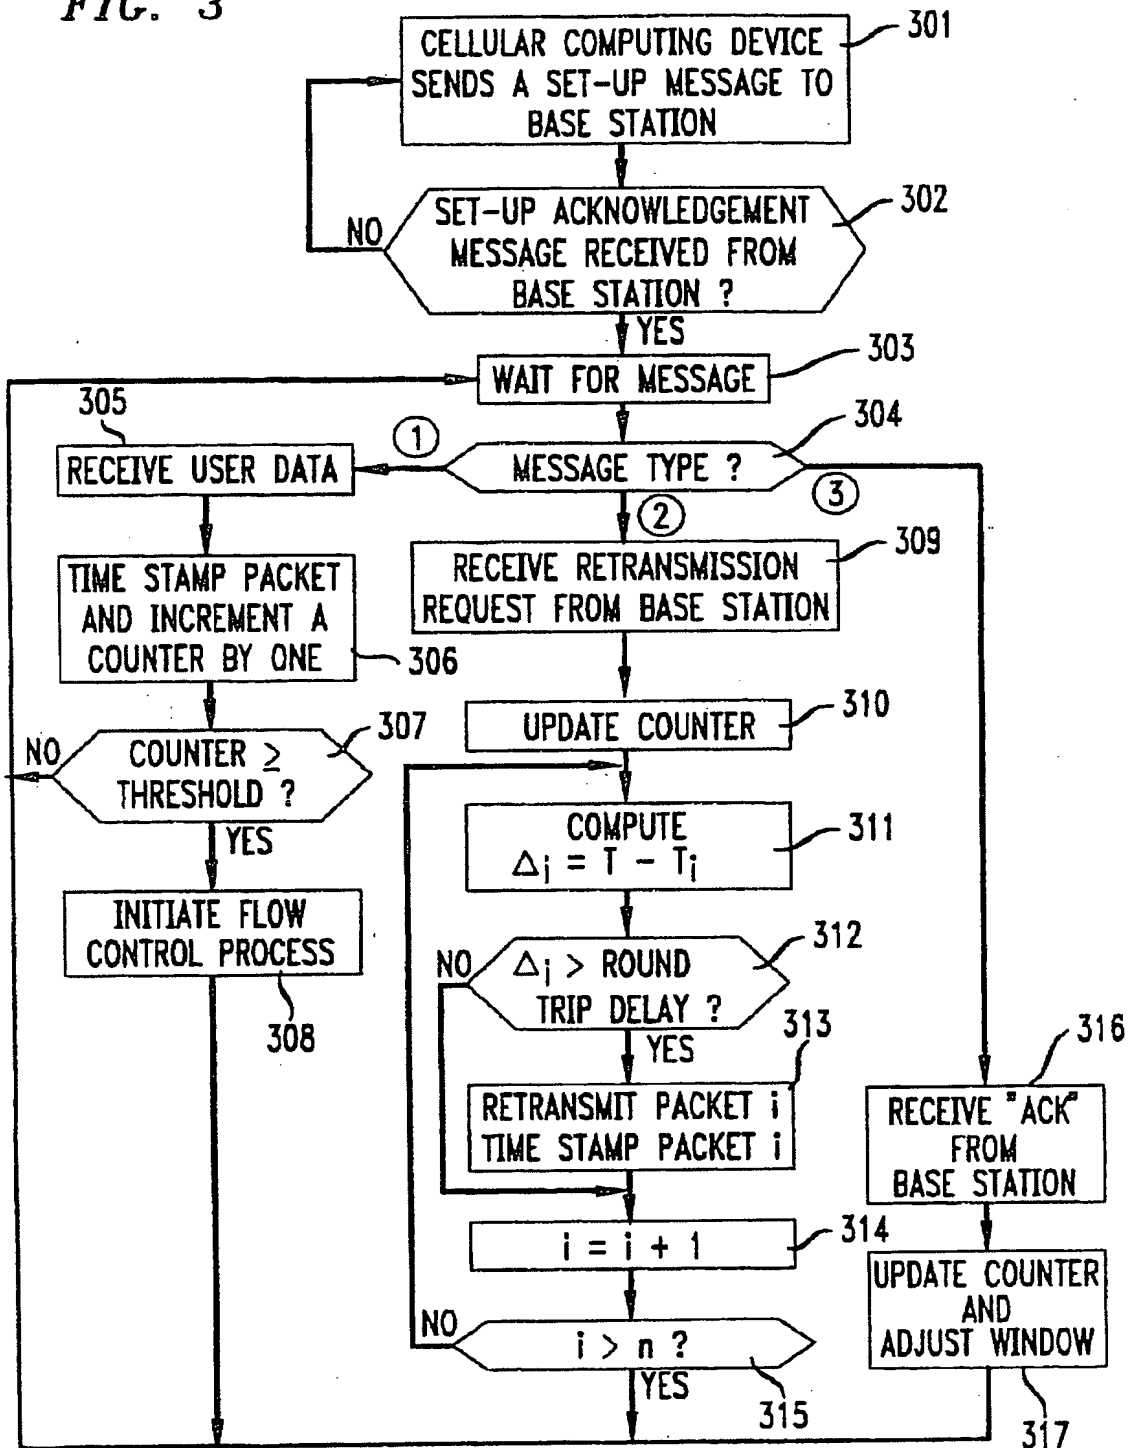 FIG. 3
CELLULAR COMPUTING DEVICE
SENDS A SET-UP MESSAGE TO
BASE STATION
301
SET-UP ACKNOWLEDGEMENT
MESSAGE RECEIVED FROM
BASE STATION ?
302
NO
YES
WAIT FOR MESSAGE
303
MESSAGE TYPE ?
304
1
2
3
305
RECEIVE USER DATA
TIME STAMP PACKET
AND INCREMENT A
COUNTER BY ONE
306
COUNTER ≥
THRESHOLD ?
307
NO
YES
INITIATE FLOW
CONTROL PROCESS
308
RECEIVE RETRANSMISSION
REQUEST FROM BASE STATION
309
UPDATE COUNTER
310
COMPUTE
Δi = T - Ti
311
Δi > ROUND
TRIP DELAY ?
312
NO
YES
313
RETRANSMIT PACKET i
TIME STAMP PACKET i
i = i + 1
314
i > n ?
315
NO
YES
316
RECEIVE "ACK"
FROM
BASE STATION
UPDATE COUNTER
AND
ADJUST WINDOW
317